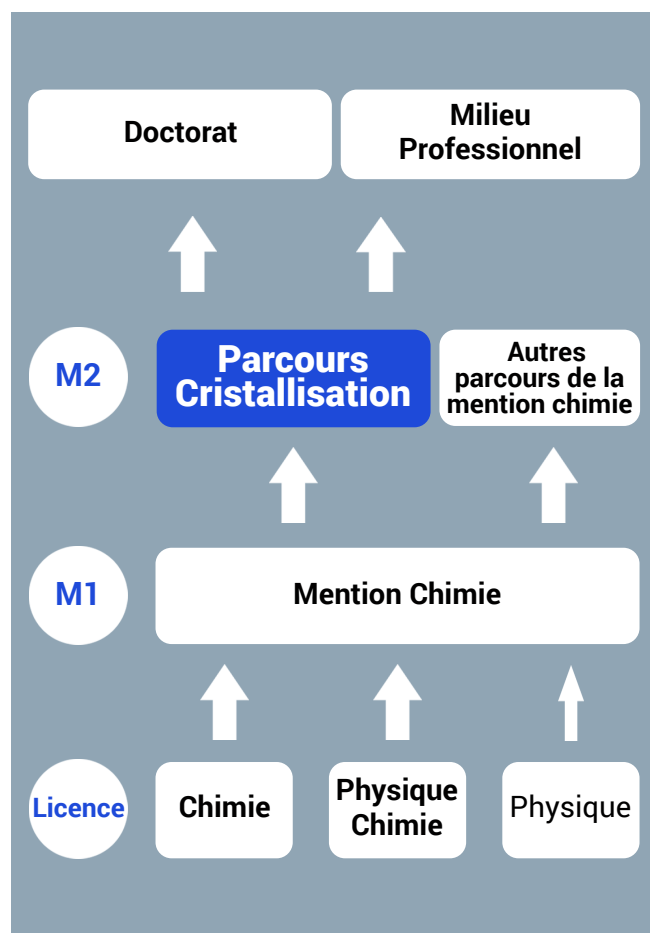 Doctorat
Milieu
Professionnel
M2
Parcours
Cristallisation
Autres
parcours de la
mention chimie
M1
Mention Chimie
Licence
Chimie
Physique
Chimie
Physique